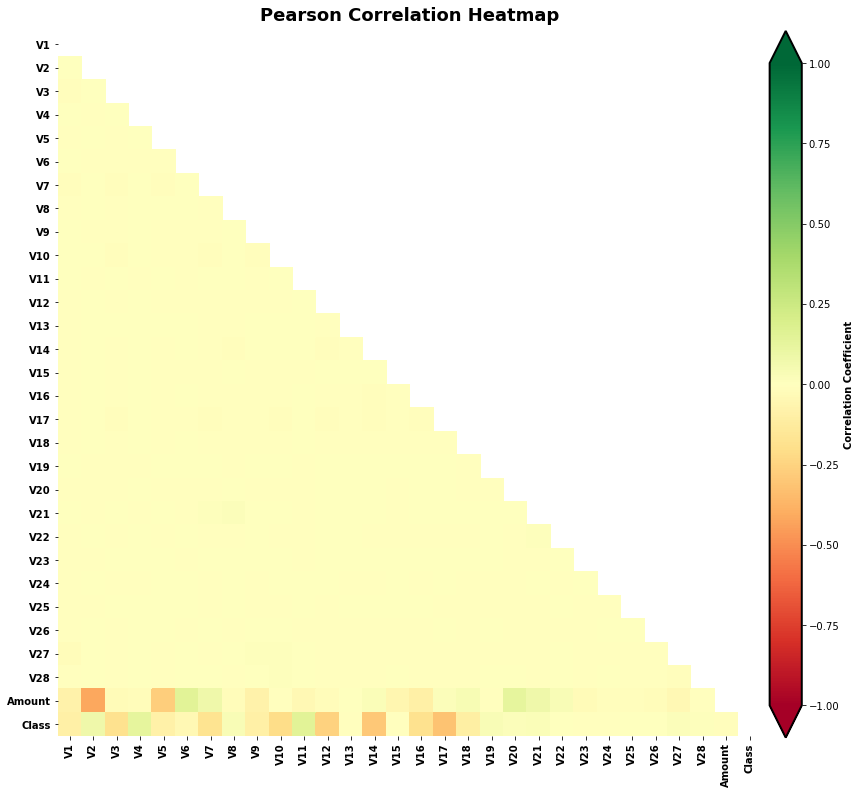 Pearson Correlation Heatmap
V1
V2
V3
V4
V5
V6
V7
V8
V9
V10
V11
V12
V13
V14
V15
V16
V17
V18
V19
V20
V21
V22
V23
V24
V25
V26
V27
V28
Amount
Class
V1 V2 V3 V4 V5 V6 V7 V8 V9 V10 V11 V12 V13 V14 V15 V16 V17 V18 V19 V20 V21 V22 V23 V24 V25 V26 V27 V28 Amount Class
1.00
0.75
0.50
0.25
0.00
−0.25
−0.50
−0.75
−1.00
Correlation Coefficient